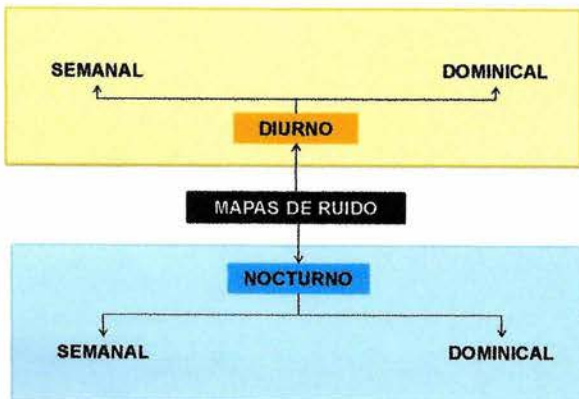 SEMANAL DOMINICAL
DIURNO
MAPAS DE RUIDO
NOCTURNO
SEMANAL DOMINICAL